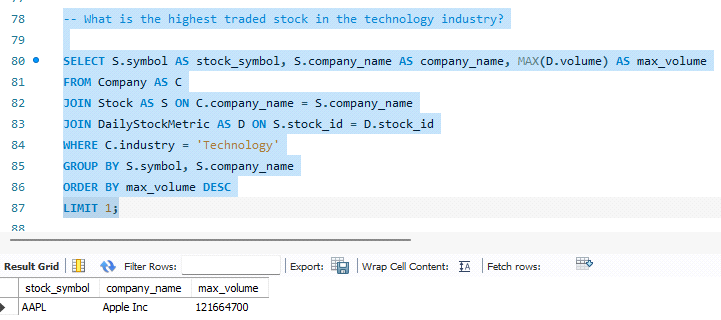 78 -- What is the highest traded stock in the technology industry?
79
80 SELECT S.symbol AS stock_symbol, S.company_name AS company_name, MAX(D.volume) AS max_volume
81 FROM Company AS C
82 JOIN Stock AS S ON C.company_name = S.company_name
83 JOIN DailyStockMetric AS D ON S.stock_id = D.stock_id
84 WHERE C.industry = 'Technology'
85 GROUP BY S.symbol, S.company_name
86 ORDER BY max_volume DESC
87 LIMIT 1;
88
Result Grid Filter Rows: Export: Wrap Cell Content: IA Fetch rows:
stock_symbol company_name max_volume
AAPL Apple Inc 121664700